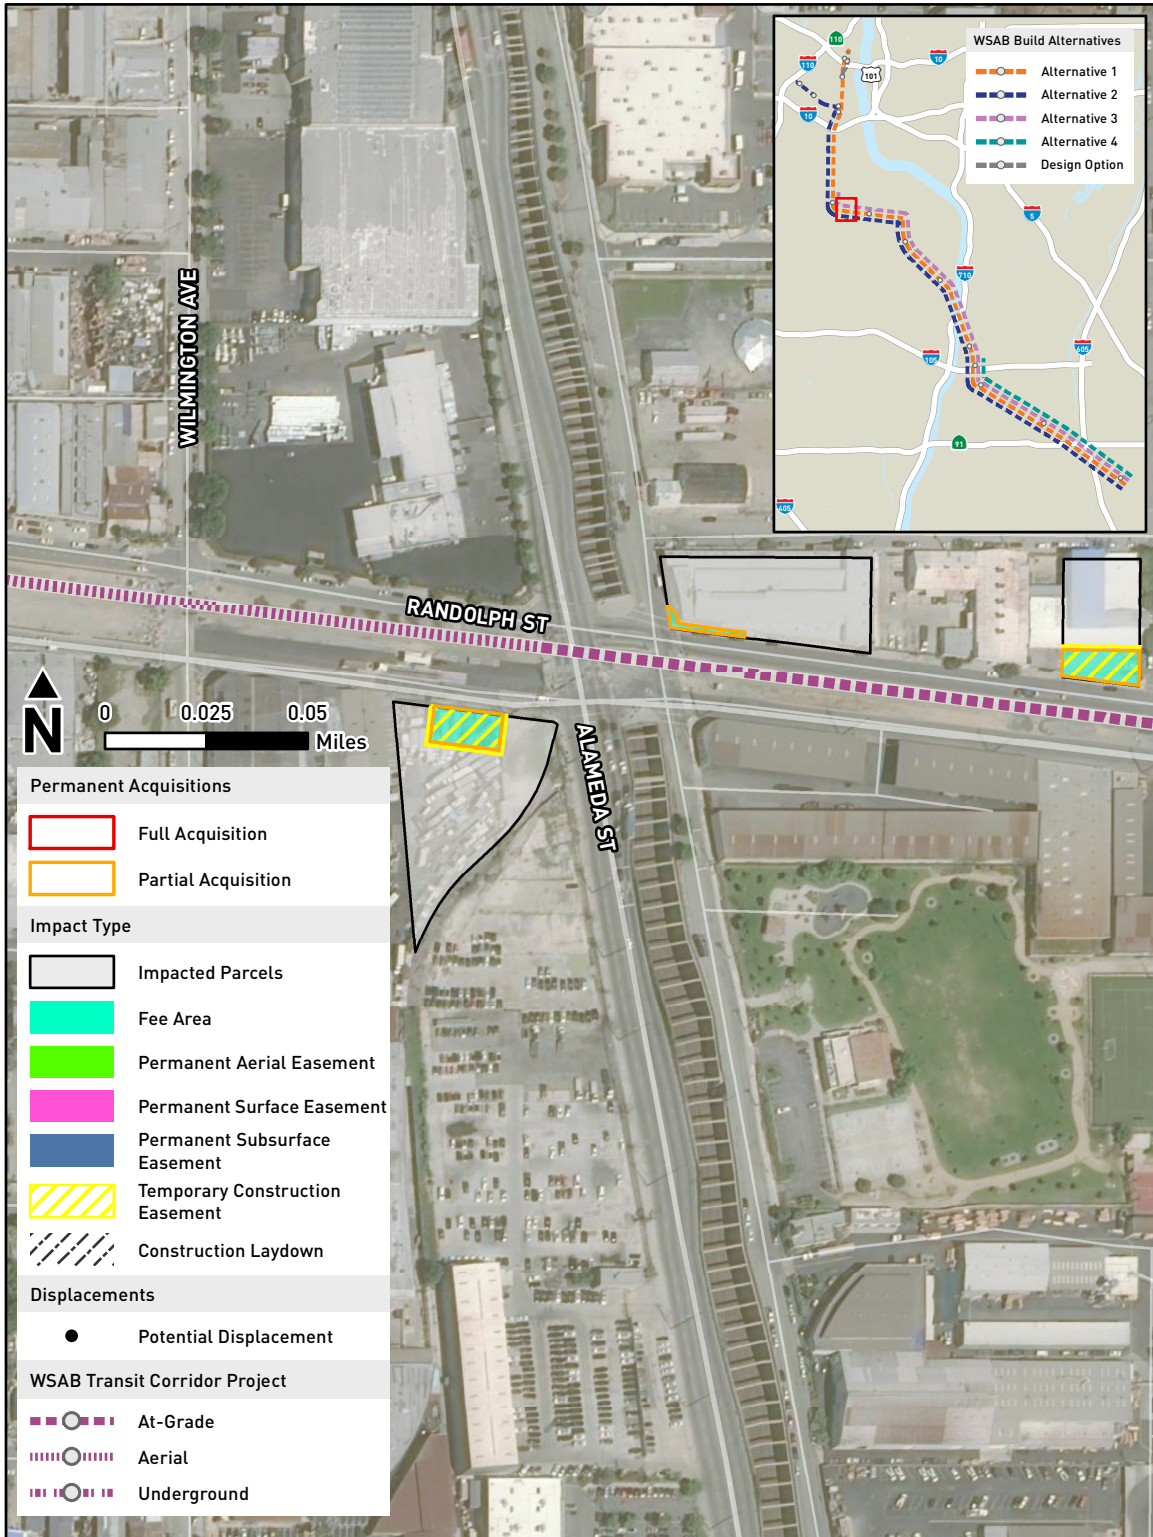 WSAB Build Alternatives
Alternative 1
Alternative 2
Alternative 3
Alternative 4
Design Option
110
110
101
10
10
5
710
105
605
91
405
WILMINGTON AVE
RANDOLPH ST
ALAMEDA ST
N
0 0.025 0.05
Miles
Permanent Acquisitions
Full Acquisition
Partial Acquisition
Impact Type
Impacted Parcels
Fee Area
Permanent Aerial Easement
Permanent Surface Easement
Permanent Subsurface
Easement
Temporary Construction
Easement
Construction Laydown
Displacements
Potential Displacement
WSAB Transit Corridor Project
At-Grade
Aerial
Underground